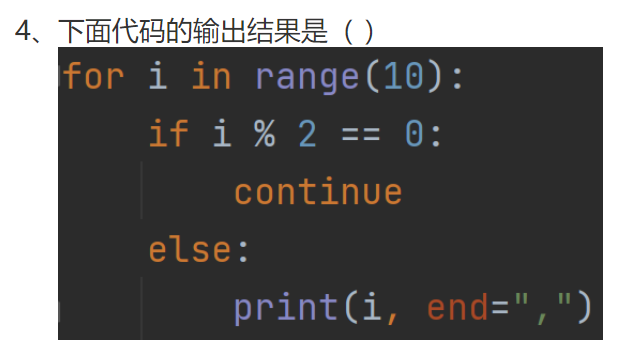 4、下面代码的输出结果是（ ）
for i in range(10):
    if i % 2 == 0:
        continue
    else:
        print(i, end=",")